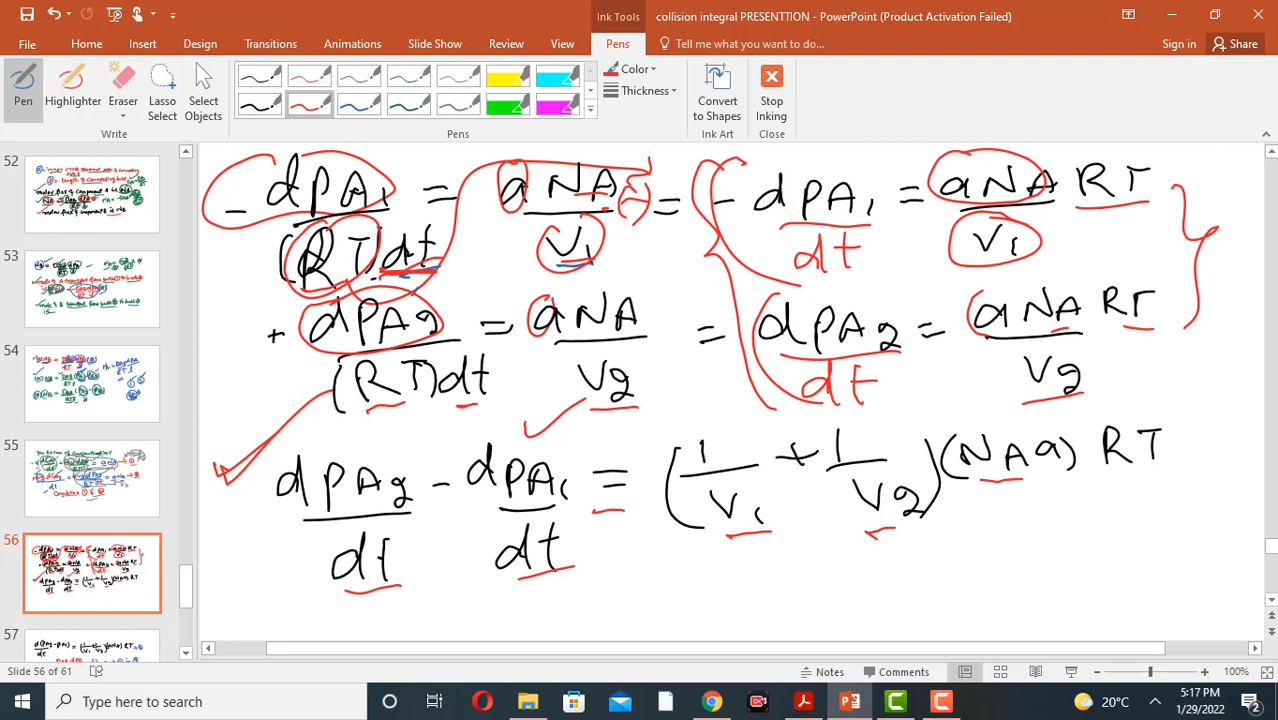 collision integral PRESENTTION - PowerPoint (Product Activation Failed)
Ink Tools
File Home Insert Design Transitions Animations Slide Show Review View Pens Tell me what you want to do... Sign in Share
Pen Highlighter Eraser Lasso Select Select Objects
Color
Thickness
Convert to Shapes
Stop Inking
Write Pens Ink Art Close
52
53
54
55
56
57
- dPA1 / (RT)dt = aNA / V1 (-) = - dPA1 / dt = aNA RT / V1
+ dPA2 / (RT)dt = aNA / V2 = dPA2 / dt = aNA RT / V2
dPA2 / dt - dPA1 / dt = (1 / V1 + 1 / V2)(NAa) RT
Slide 56 of 61 Notes Comments 100%
Type here to search 20°C 5:17 PM
1/29/2022 2